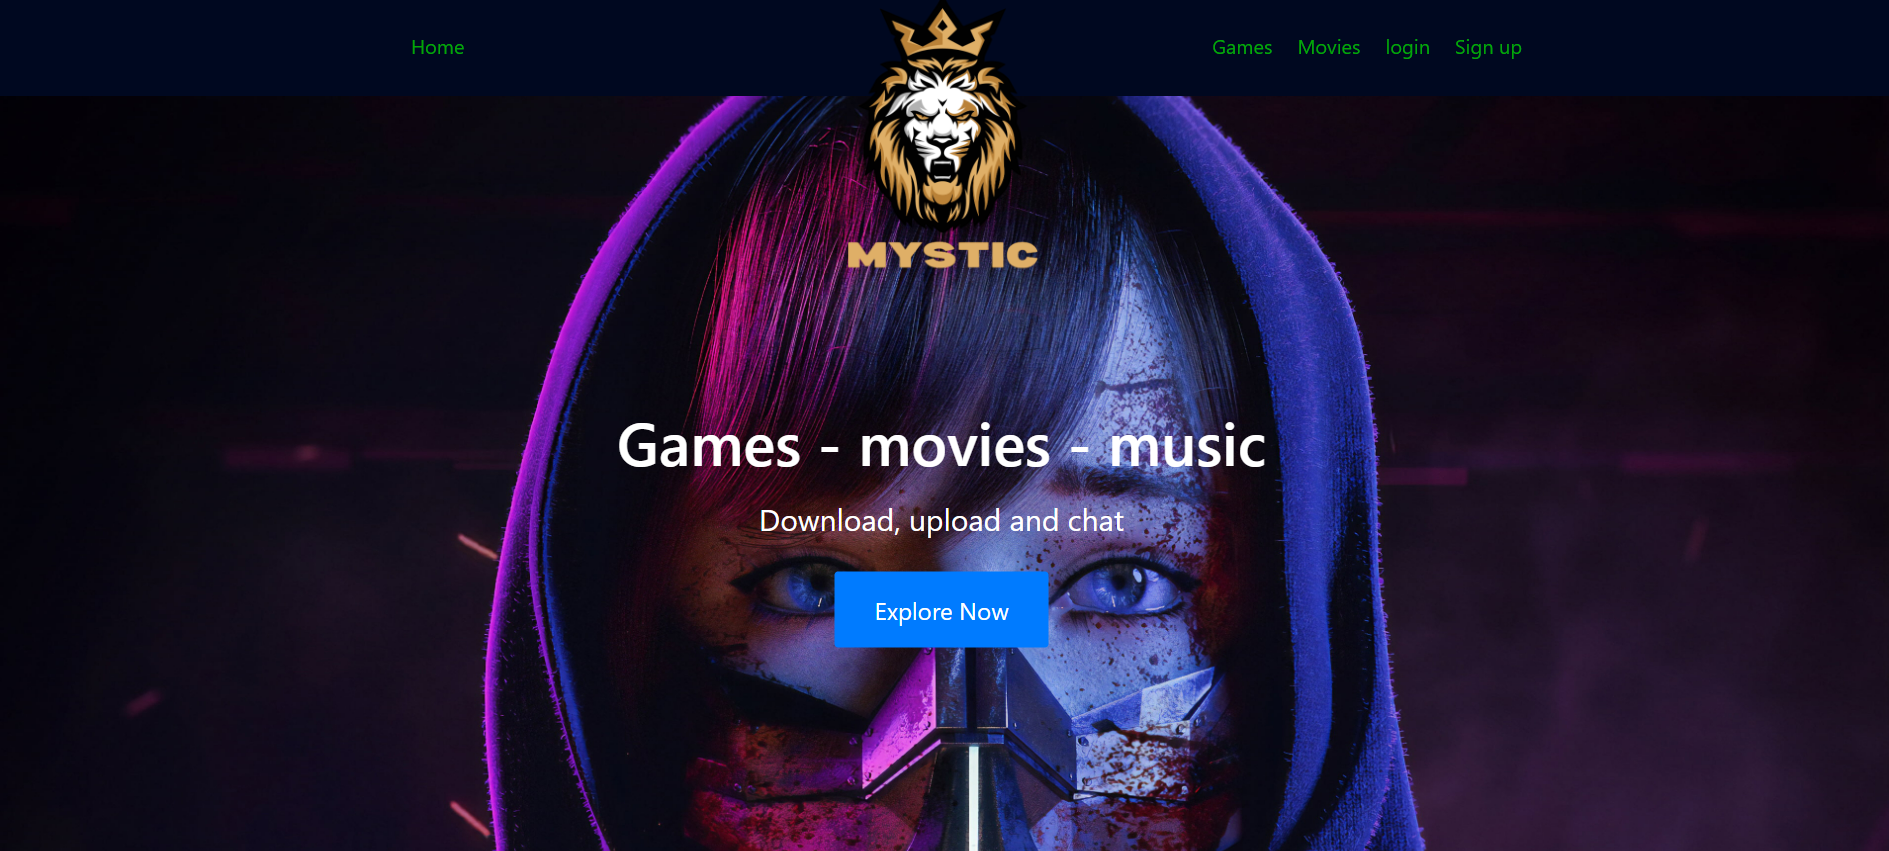 Home
Games
Movies
login
Sign up
MYSTIC
Games - movies - music
Download, upload and chat
Explore Now